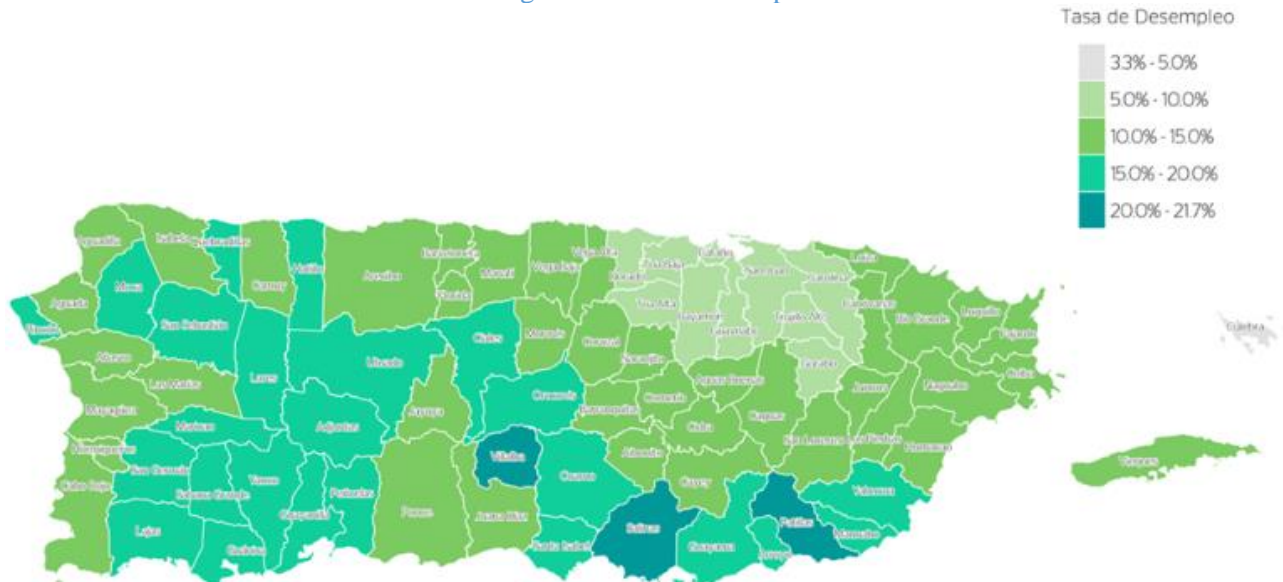 Tasa de Desempleo
3.3% - 5.0%
5.0% - 10.0%
10.0% - 15.0%
15.0% - 20.0%
20.0% - 21.7%
Aguadilla
Isabela
Quebradillas
Camuy
Hatillo
Arecibo
Barceloneta
Manatí
Vega Baja
Vega Alta
Dorado
Toa Baja
Cataño
San Juan
Carolina
Loíza
Moca
Florida
Toa Alta
Bayamón
Guaynabo
Trujillo Alto
Canóvanas
Río Grande
Luquillo
Fajardo
Culebra
Aguada
Rincón
San Sebastián
Ciales
Morovis
Corozal
Naranjito
Gurabo
Ceiba
Añasco
Las Marías
Lares
Utuado
Aguas Buenas
Juncos
Naguabo
Mayagüez
Jayuya
Orocovis
Barranquitas
Comerío
Caguas
Maricao
Adjuntas
Cidra
San Lorenzo
Las Piedras
Humacao
Hormigueros
Villalba
Aibonito
Vieques
San Germán
Sabana Grande
Yauco
Peñuelas
Coamo
Cayey
Cabo Rojo
Guayanilla
Ponce
Juana Díaz
Yabucoa
Lajas
Guánica
Santa Isabel
Salinas
Guayama
Patillas
Maunabo
Arroyo